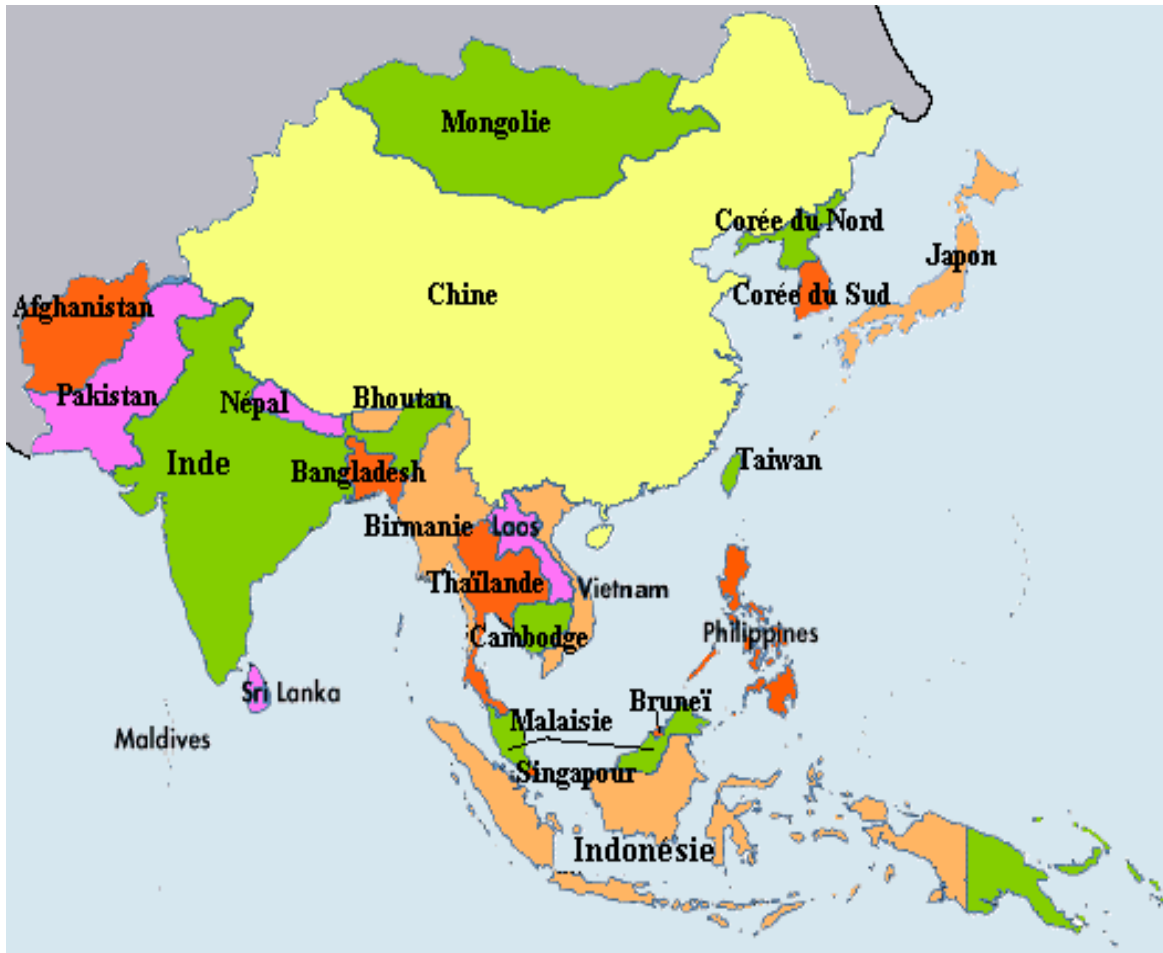 Mongolie
Corée du Nord
Japon
Afghanistan
Chine
Corée du Sud
Pakistan
Népal
Bhoutan
Inde
Bangladesh
Taiwan
Birmanie
Laos
Thaïlande
Vietnam
Cambodge
Philippines
Sri Lanka
Bruneï
Malaisie
Maldives
Singapour
Indonésie